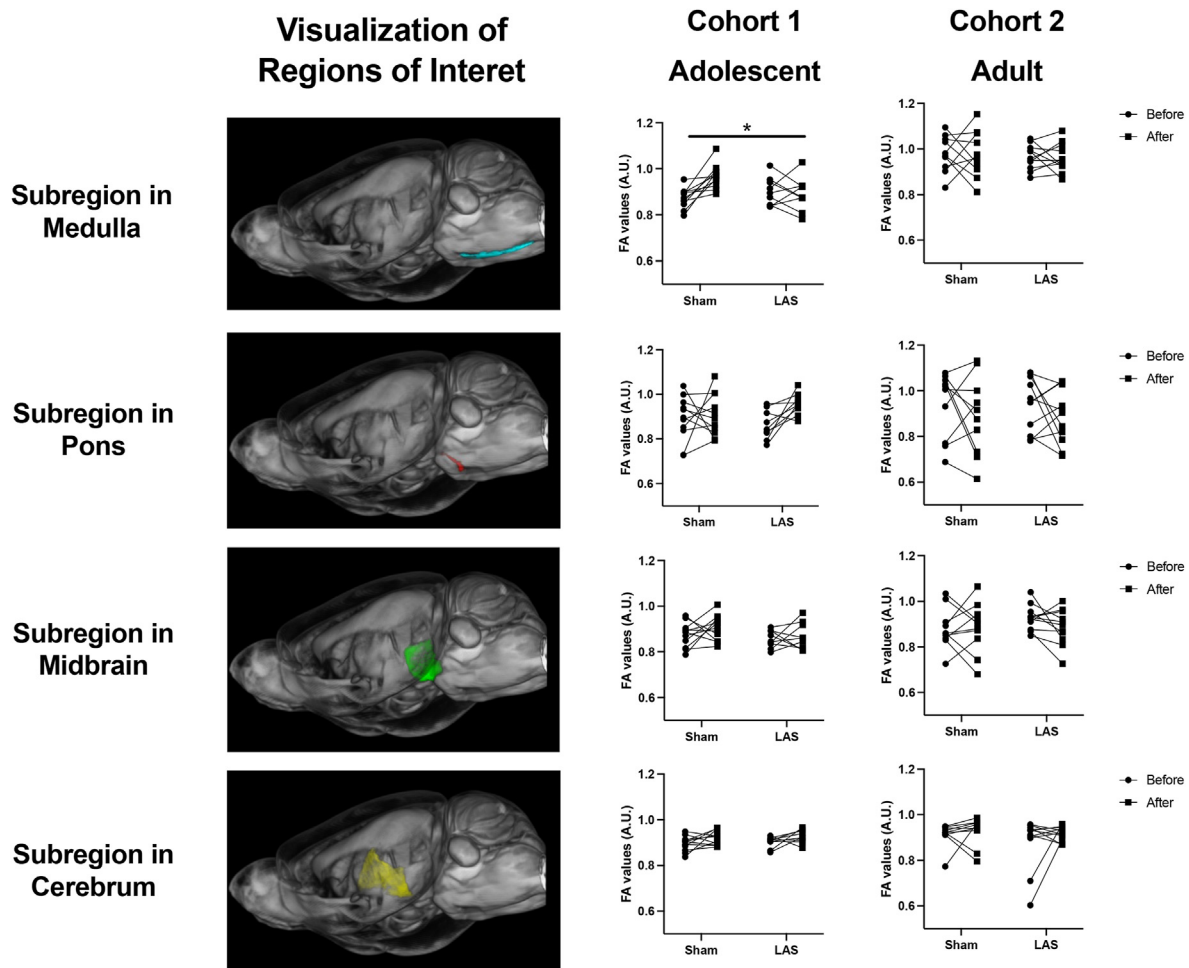 Visualization of
Regions of Interet
Cohort 1
Adolescent
Cohort 2
Adult
Subregion in
Medulla
FA values (A.U.)
1.2
1.0
0.8
0.6
*
Sham
LAS
FA values (A.U.)
1.2
1.0
0.8
0.6
Sham
LAS
Before
After
Subregion in
Pons
FA values (A.U.)
1.2
1.0
0.8
0.6
Sham
LAS
FA values (A.U.)
1.2
1.0
0.8
0.6
Sham
LAS
Before
After
Subregion in
Midbrain
FA values (A.U.)
1.2
1.0
0.8
0.6
Sham
LAS
FA values (A.U.)
1.2
1.0
0.8
0.6
Sham
LAS
Before
After
Subregion in
Cerebrum
FA values (A.U.)
1.2
1.0
0.8
0.6
Sham
LAS
FA values (A.U.)
1.2
1.0
0.8
0.6
Sham
LAS
Before
After